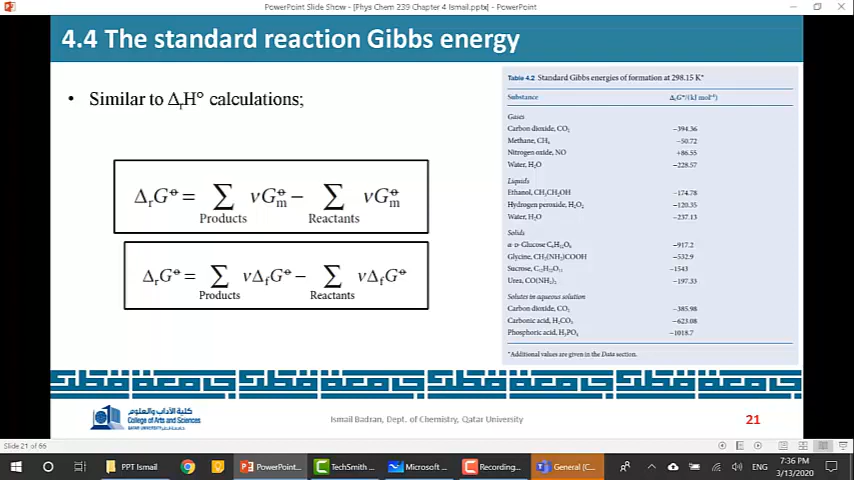 PowerPoint Slide Show - [Phys Chem 239 Chapter 4 Ismail.pptx] - PowerPoint
4.4 The standard reaction Gibbs energy
• Similar to ΔrH° calculations;
ΔrG⦵ = ∑ νG⦵m − ∑ νG⦵m
Products Reactants
ΔrG⦵ = ∑ νΔfG⦵ − ∑ νΔfG⦵
Products Reactants
Table 4.2 Standard Gibbs energies of formation at 298.15 K*
Substance ΔfG⦵/(kJ mol⁻¹)
Gases
Carbon dioxide, CO₂ −394.36
Methane, CH₄ −50.72
Nitrogen oxide, NO +86.55
Water, H₂O −228.57
Liquids
Ethanol, CH₃CH₂OH −174.78
Hydrogen peroxide, H₂O₂ −120.35
Water, H₂O −237.13
Solids
α-D-Glucose C₆H₁₂O₆ −917.2
Glycine, CH₂(NH₂)COOH −532.9
Sucrose, C₁₂H₂₂O₁₁ −1543
Urea, CO(NH₂)₂ −197.33
Solutes in aqueous solution
Carbon dioxide, CO₂ −385.98
Carbonic acid, H₂CO₃ −623.08
Phosphoric acid, H₃PO₄ −1018.7
*Additional values are given in the Data section.
كلية الآداب والعلوم
College of Arts and Sciences
QATAR UNIVERSITY
Ismail Badran, Dept. of Chemistry, Qatar University
21
Slide 21 of 66
PPT Ismail
PowerPoint...
TechSmith ...
Microsoft ...
Recording...
General (C...
ENG
7:36 PM
3/13/2020